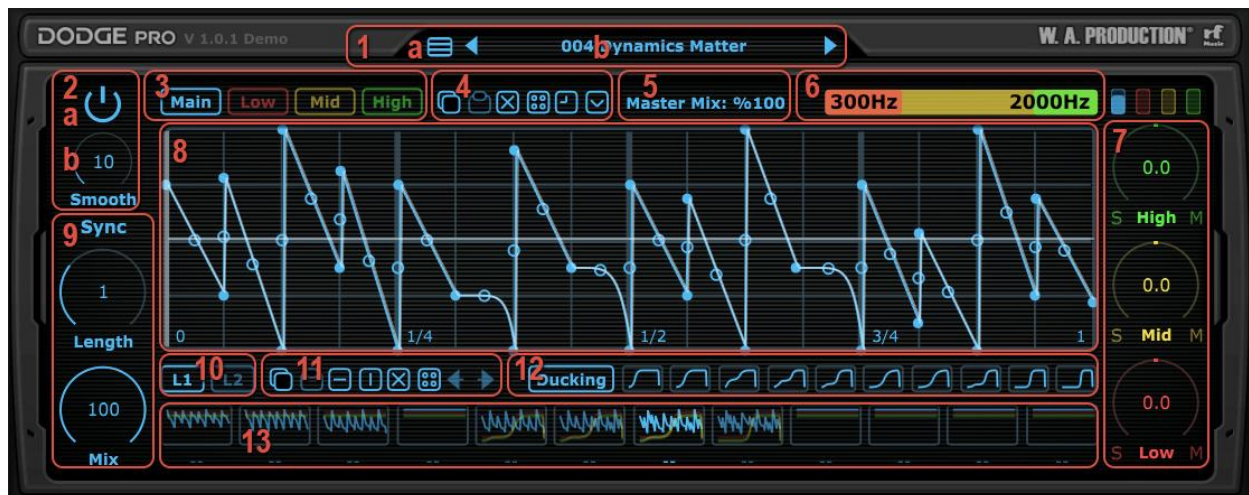 DODGE PRO V 1.0.1 Demo
1 a 004 Dynamics Matter b
W. A. PRODUCTION® rf Music
2 a
3 Main Low Mid High
4
5 Master Mix: %100
6 300Hz 2000Hz
b 10
Smooth
7
0.0
S High M
0.0
S Mid M
0.0
S Low M
8
0 1/4 1/2 3/4 1
9 Sync
1
Length
100
Mix
L1 10 L2
11
12 Ducking
13
-- -- -- -- -- -- -- -- -- -- -- --